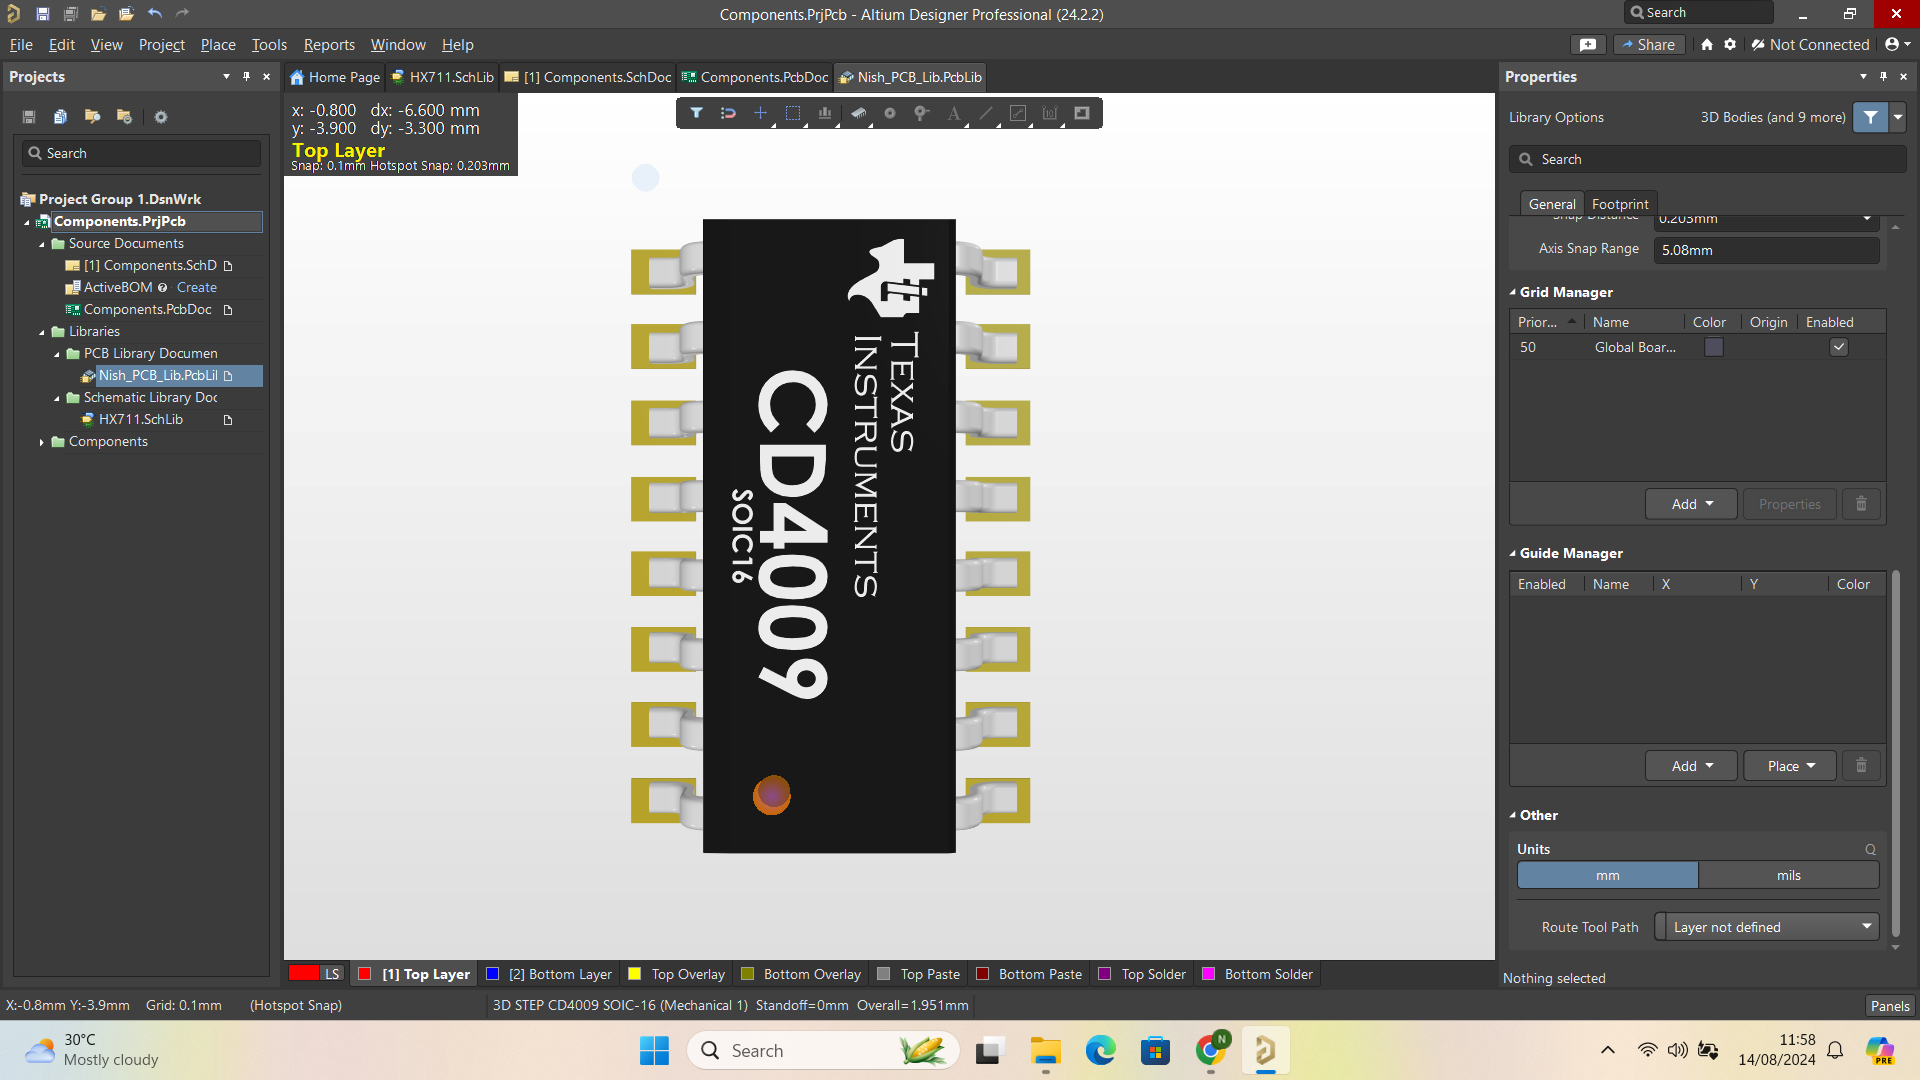 Components.PrjPcb - Altium Designer Professional (24.2.2)
Search
File Edit View Project Place Tools Reports Window Help
Share
Not Connected
Projects
Home Page
HX711.SchLib
[1] Components.SchDoc
Components.PcbDoc
Nish_PCB_Lib.PcbLib
Properties
x: -0.800 dx: -6.600 mm
y: -3.900 dy: -3.300 mm
Top Layer
Snap: 0.1mm Hotspot Snap: 0.203mm
Library Options
3D Bodies (and 9 more)
Search
Search
General
Footprint
Project Group 1.DsnWrk
Components.PrjPcb
Source Documents
[1] Components.SchD
ActiveBOM
Create
Components.PcbDoc
Libraries
PCB Library Documen
Nish_PCB_Lib.PcbLil
Schematic Library Doc
HX711.SchLib
Components
TEXAS
INSTRUMENTS
CD4009
SOIC16
Snap Distance
0.203mm
Axis Snap Range
5.08mm
Grid Manager
Prior... Name Color Origin Enabled
50 Global Boar...
Add
Properties
Guide Manager
Enabled Name X Y Color
Add
Place
Other
Units
mm
mils
Route Tool Path
Layer not defined
Nothing selected
LS
[1] Top Layer
[2] Bottom Layer
Top Overlay
Bottom Overlay
Top Paste
Bottom Paste
Top Solder
Bottom Solder
X:-0.8mm Y:-3.9mm Grid: 0.1mm (Hotspot Snap)
3D STEP CD4009 SOIC-16 (Mechanical 1) Standoff=0mm Overall=1.951mm
Panels
30°C
Mostly cloudy
Search
N
11:58
14/08/2024
PRE